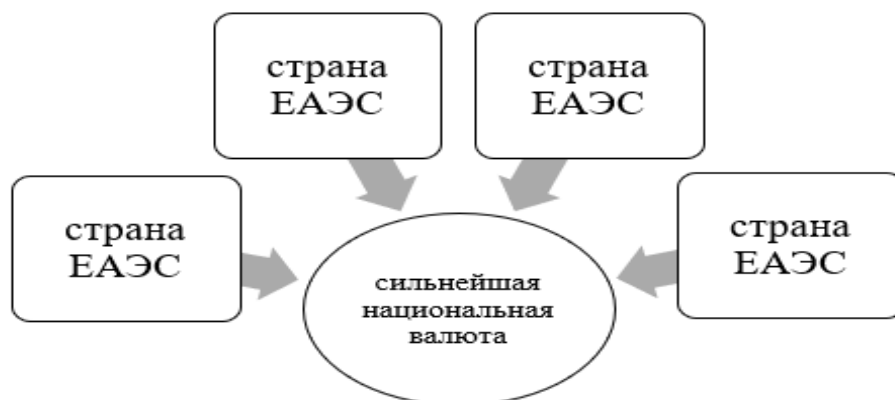 страна
ЕАЭС
страна
ЕАЭС
страна
ЕАЭС
страна
ЕАЭС
сильнейшая
национальная
валюта